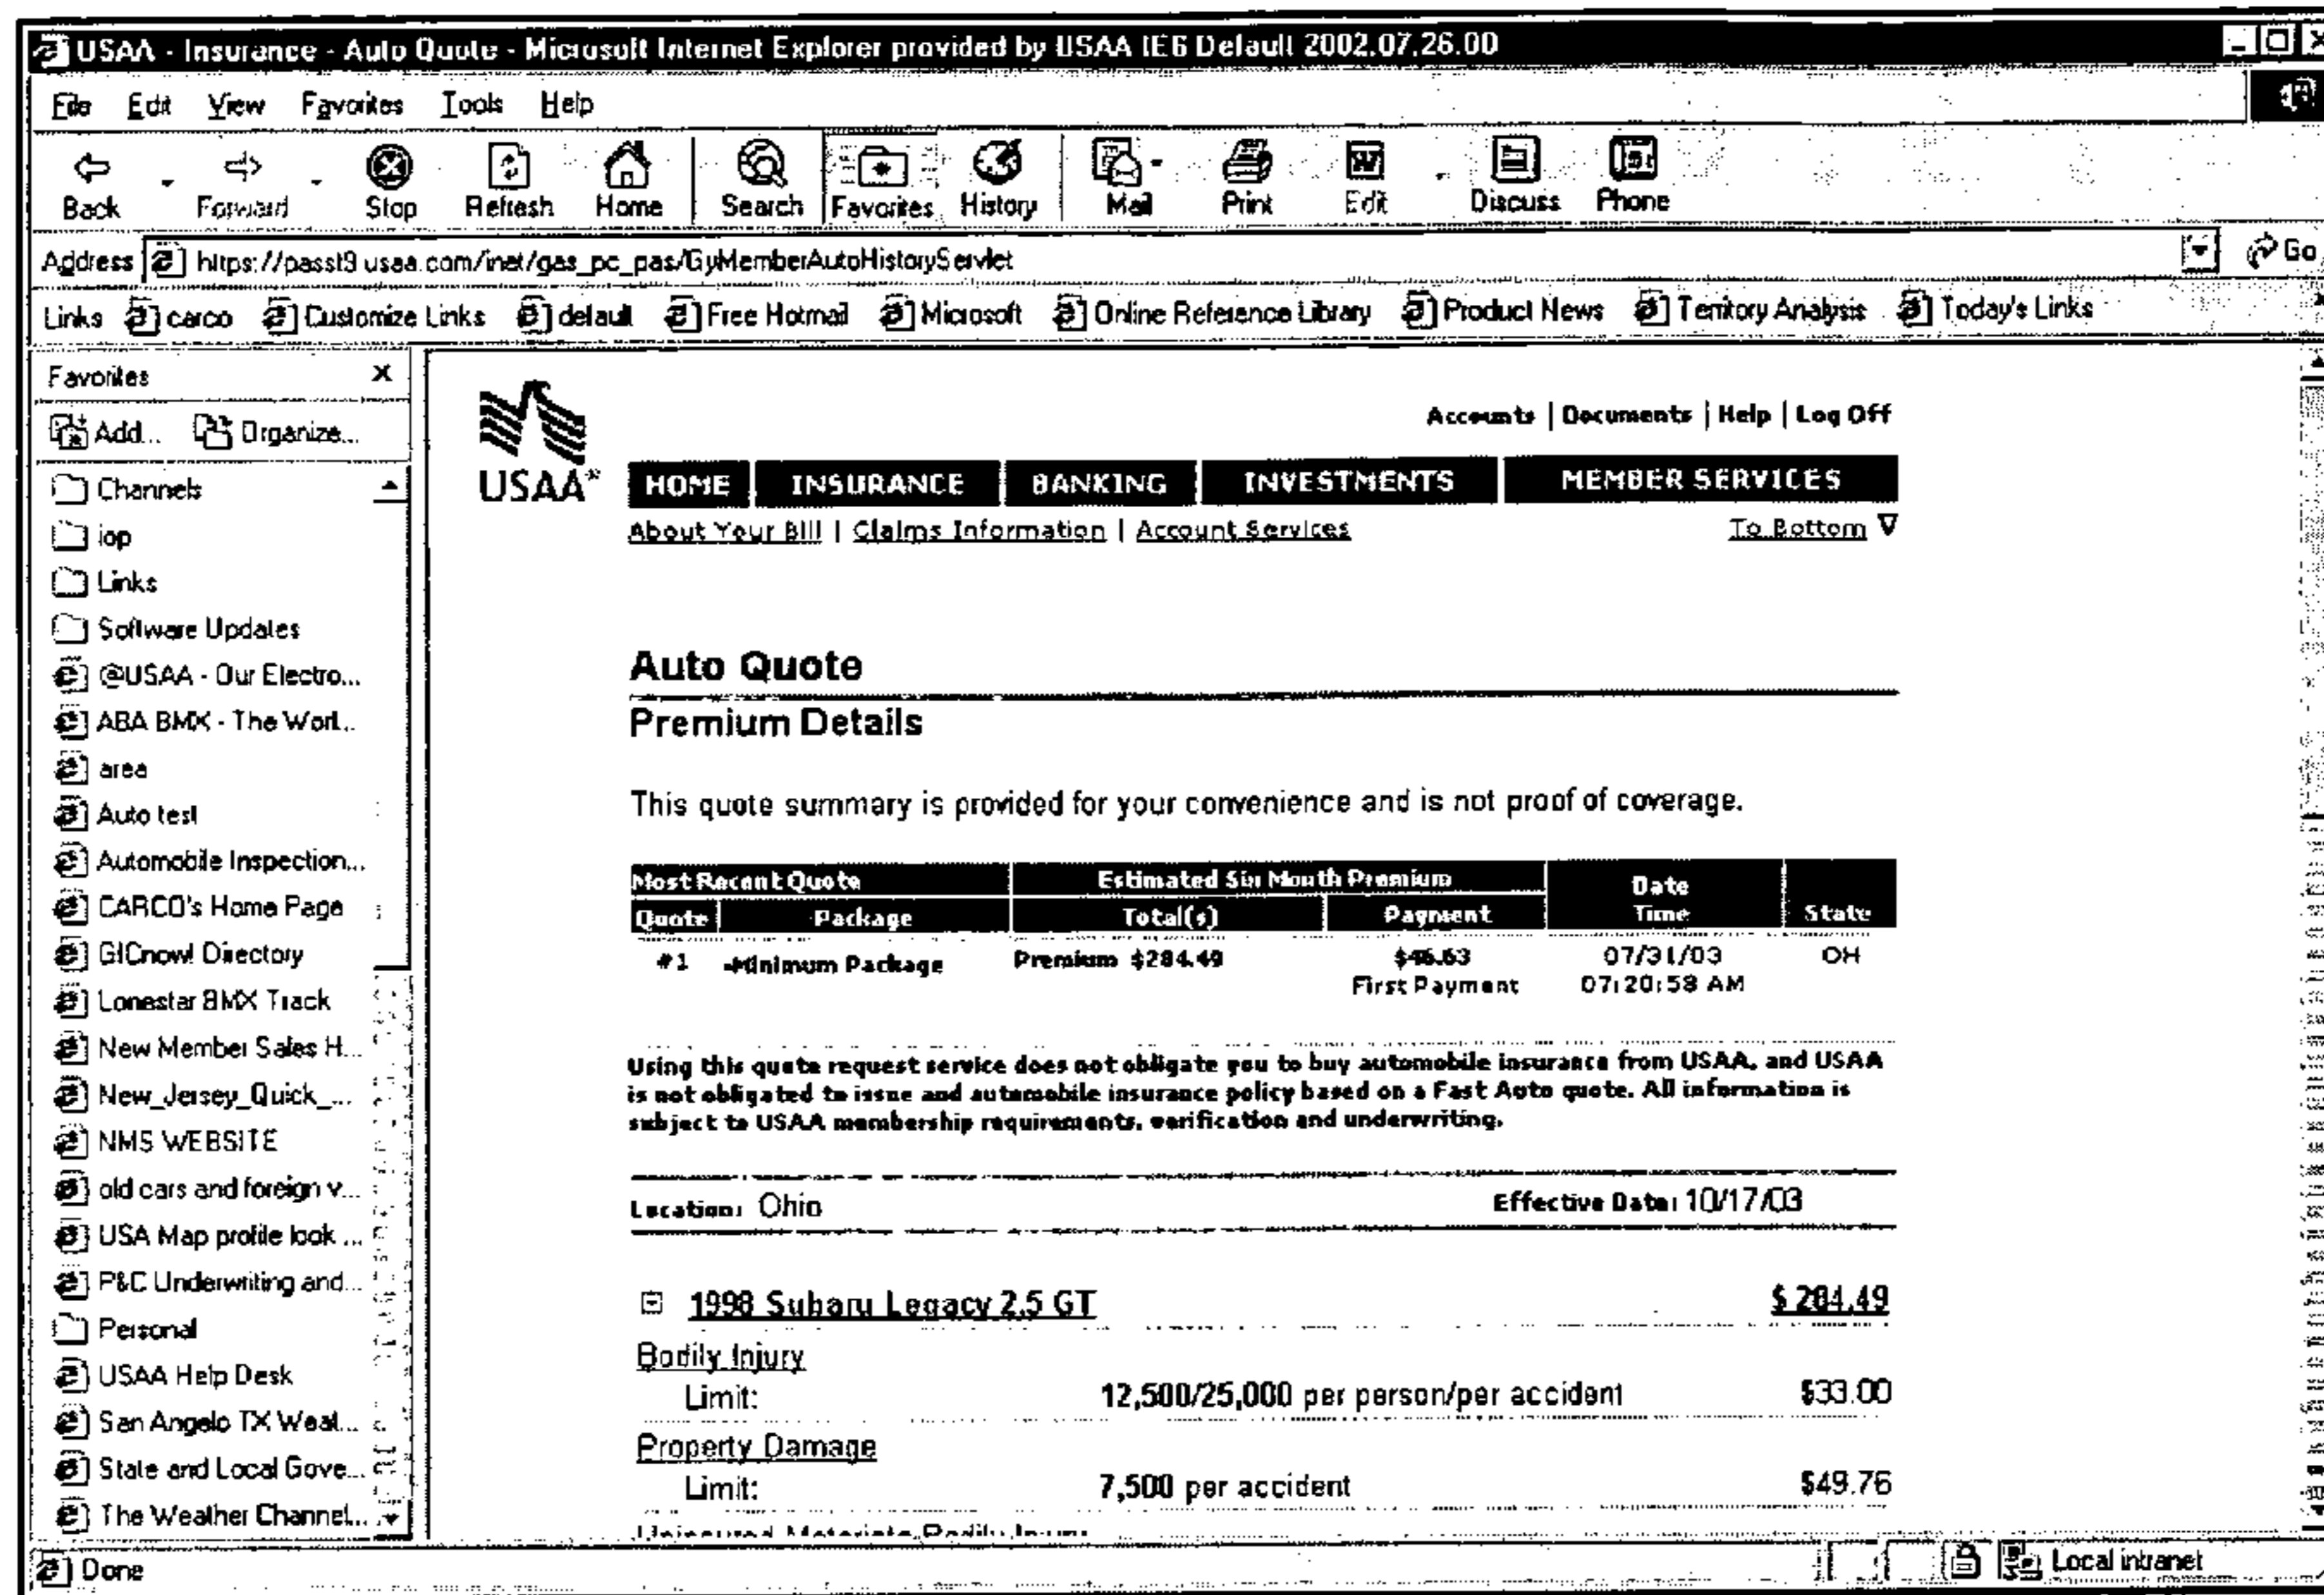 USAA - Insurance - Auto Quote - Microsoft Internet Explorer provided by USAA IE6 Default 2002.07.26.00
File Edit View Favorites Tools Help
Back Forward Stop Refresh Home Search Favorites History Mail Print Edit Discuss Phone
Address https://passt9.usaa.com/inet/gas_pc_pas/GyMemberAutoHistoryServlet Go
Links carco Customize Links default Free Hotmail Microsoft Online Reference Library Product News Territory Analysis Today's Links
Favorites
Add... Organize...
Channels
iop
Links
Software Updates
@USAA - Our Electro...
ABA BMX - The Worl...
area
Auto test
Automobile Inspection...
CARCO's Home Page
GICnow! Directory
Lonestar BMX Track
New Member Sales H...
New_Jersey_Quick_...
NMS WEBSITE
old cars and foreign v...
USA Map profile look ...
P&C Underwriting and...
Personal
USAA Help Desk
San Angelo TX Weat...
State and Local Gove...
The Weather Channel...
USAA®
Accounts | Documents | Help | Log Off
HOME INSURANCE BANKING INVESTMENTS MEMBER SERVICES
About Your Bill | Claims Information | Account Services To Bottom
Auto Quote
Premium Details
This quote summary is provided for your convenience and is not proof of coverage.
Most Recent Quote Estimated Six Month Premium Date
Quote Package Total(s) Payment Time State
#1 -Minimum Package Premium $284.49 $46.63 07/31/03 OH
First Payment 07:20:58 AM
Using this quote request service does not obligate you to buy automobile insurance from USAA, and USAA
is not obligated to issue and automobile insurance policy based on a Fast Auto quote. All information is
subject to USAA membership requirements, verification and underwriting.
Location: Ohio Effective Date: 10/17/03
1998 Subaru Legacy 2.5 GT $ 284.49
Bodily Injury
Limit: 12,500/25,000 per person/per accident $33.00
Property Damage
Limit: 7,500 per accident $49.76
Done Local intranet